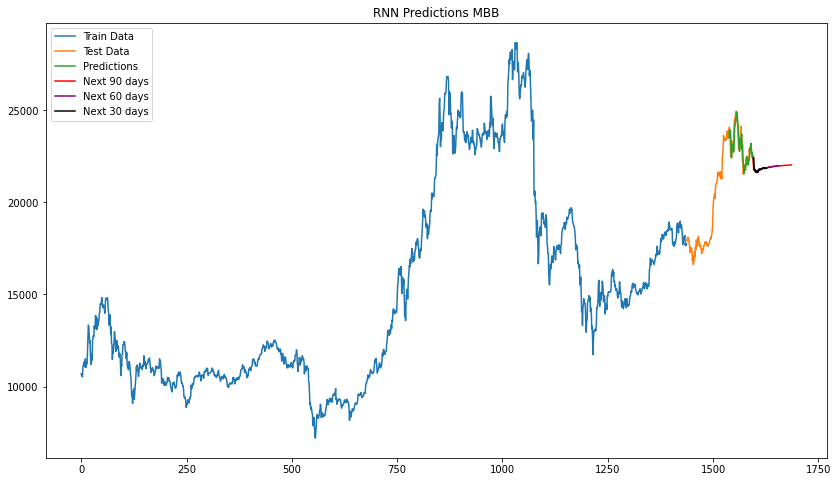 RNN Predictions MBB
Train Data
Test Data
Predictions
Next 90 days
Next 60 days
Next 30 days
25000
20000
15000
10000
0 250 500 750 1000 1250 1500 1750